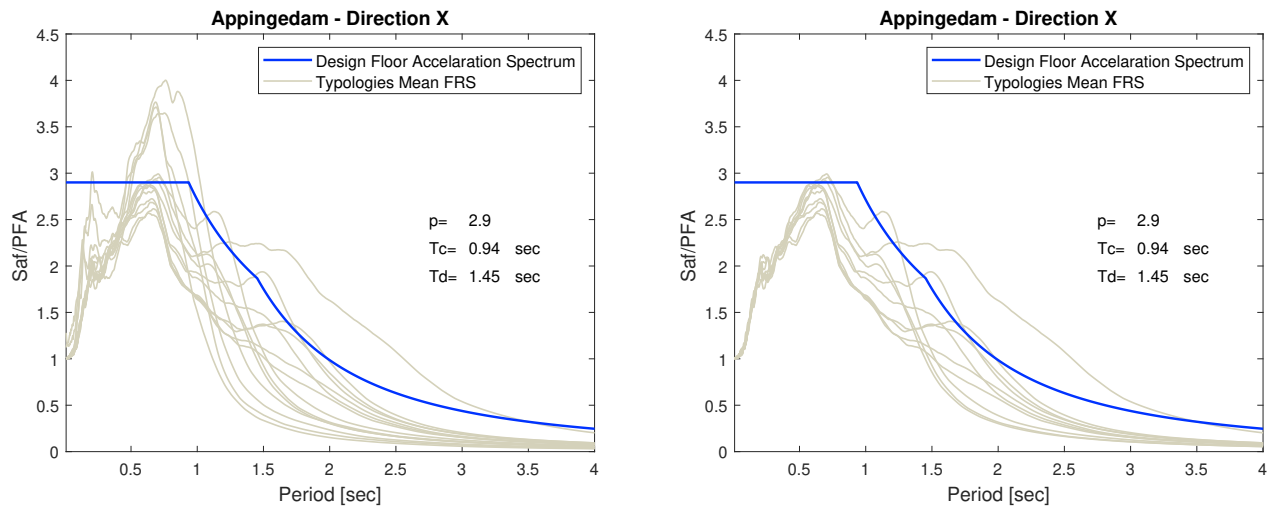 Appingedam - Direction X
4.5
4
3.5
3
2.5
2
1.5
1
0.5
0
Saf/PFA
Design Floor Accelaration Spectrum
Typologies Mean FRS
p= 2.9
Tc= 0.94 sec
Td= 1.45 sec
0.5 1 1.5 2 2.5 3 3.5 4
Period [sec]
Appingedam - Direction X
4.5
4
3.5
3
2.5
2
1.5
1
0.5
0
Saf/PFA
Design Floor Accelaration Spectrum
Typologies Mean FRS
p= 2.9
Tc= 0.94 sec
Td= 1.45 sec
0.5 1 1.5 2 2.5 3 3.5 4
Period [sec]